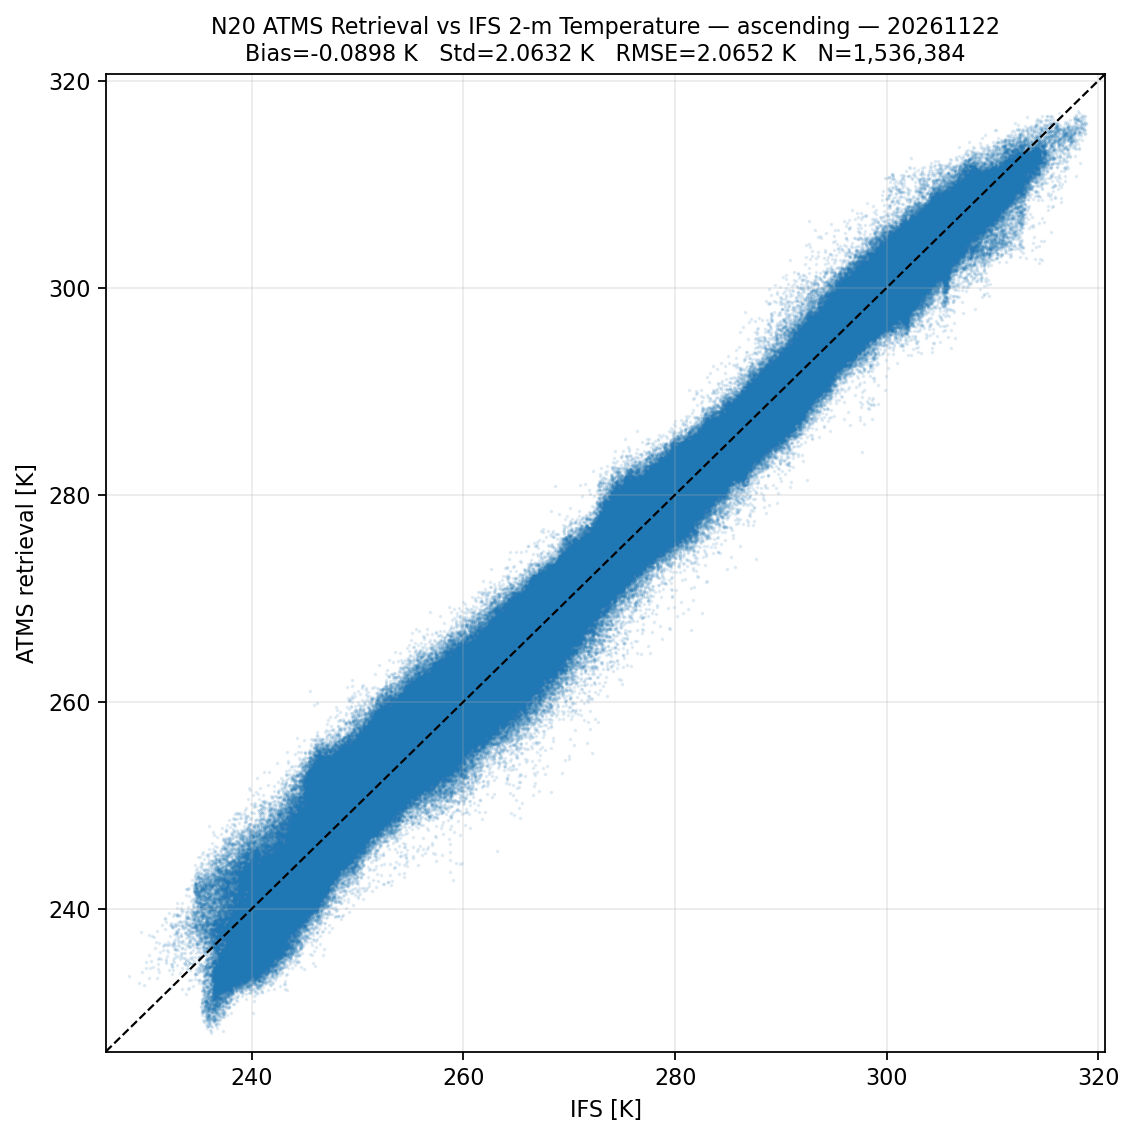 N20 ATMS Retrieval vs IFS 2-m Temperature — ascending — 20261122
Bias=-0.0898 K   Std=2.0632 K   RMSE=2.0652 K   N=1,536,384
320
300
280
260
240
ATMS retrieval [K]
240 260 280 300 320
IFS [K]